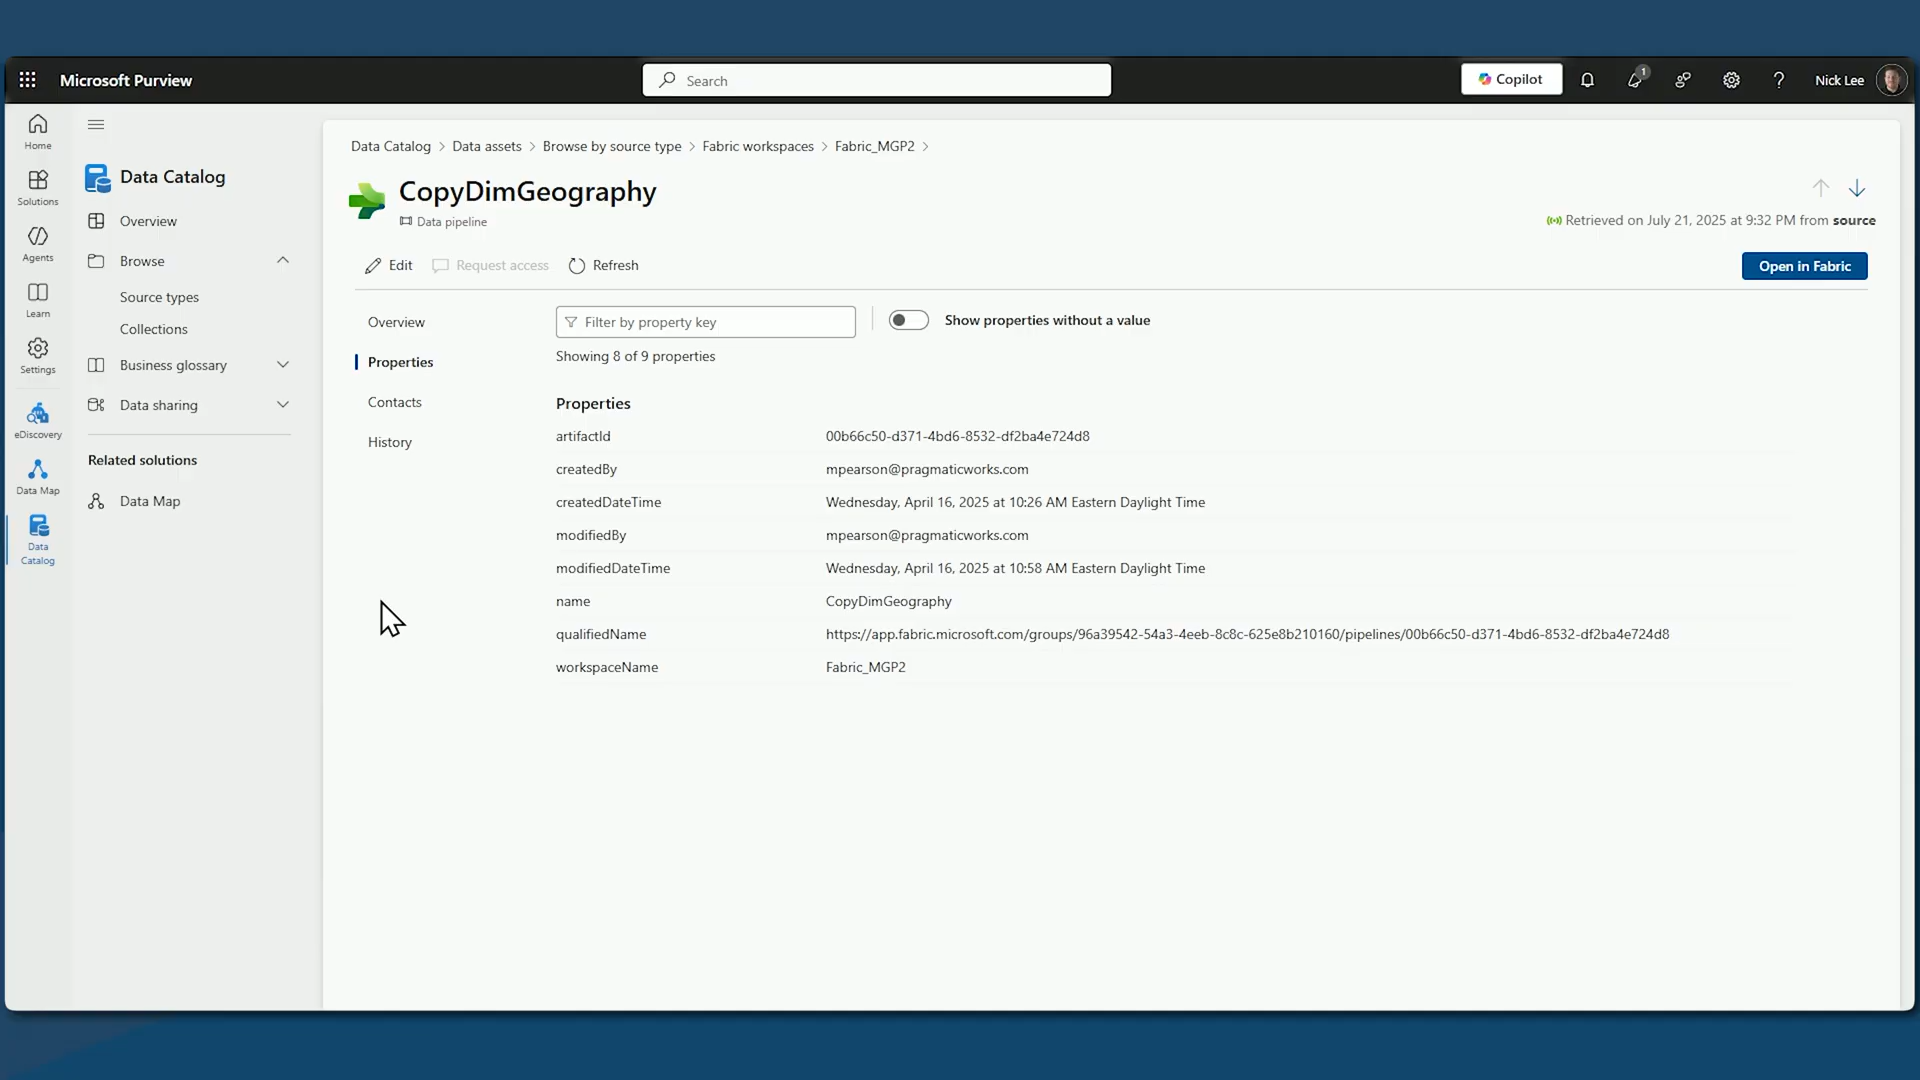 Microsoft Purview
Search
Copilot
1
Nick Lee
Home
Solutions
Agents
Learn
Settings
eDiscovery
Data Map
Data
Catalog
Data Catalog
Overview
Browse
Source types
Collections
Business glossary
Data sharing
Related solutions
Data Map
Data Catalog > Data assets > Browse by source type > Fabric workspaces > Fabric_MGP2 >
CopyDimGeography
Data pipeline
Retrieved on July 21, 2025 at 9:32 PM from source
Edit Request access Refresh
Open in Fabric
Overview
Properties
Contacts
History
Filter by property key
Show properties without a value
Showing 8 of 9 properties
Properties
artifactId 00b66c50-d371-4bd6-8532-df2ba4e724d8
createdBy mpearson@pragmaticworks.com
createdDateTime Wednesday, April 16, 2025 at 10:26 AM Eastern Daylight Time
modifiedBy mpearson@pragmaticworks.com
modifiedDateTime Wednesday, April 16, 2025 at 10:58 AM Eastern Daylight Time
name CopyDimGeography
qualifiedName https://app.fabric.microsoft.com/groups/96a39542-54a3-4eeb-8c8c-625e8b210160/pipelines/00b66c50-d371-4bd6-8532-df2ba4e724d8
workspaceName Fabric_MGP2